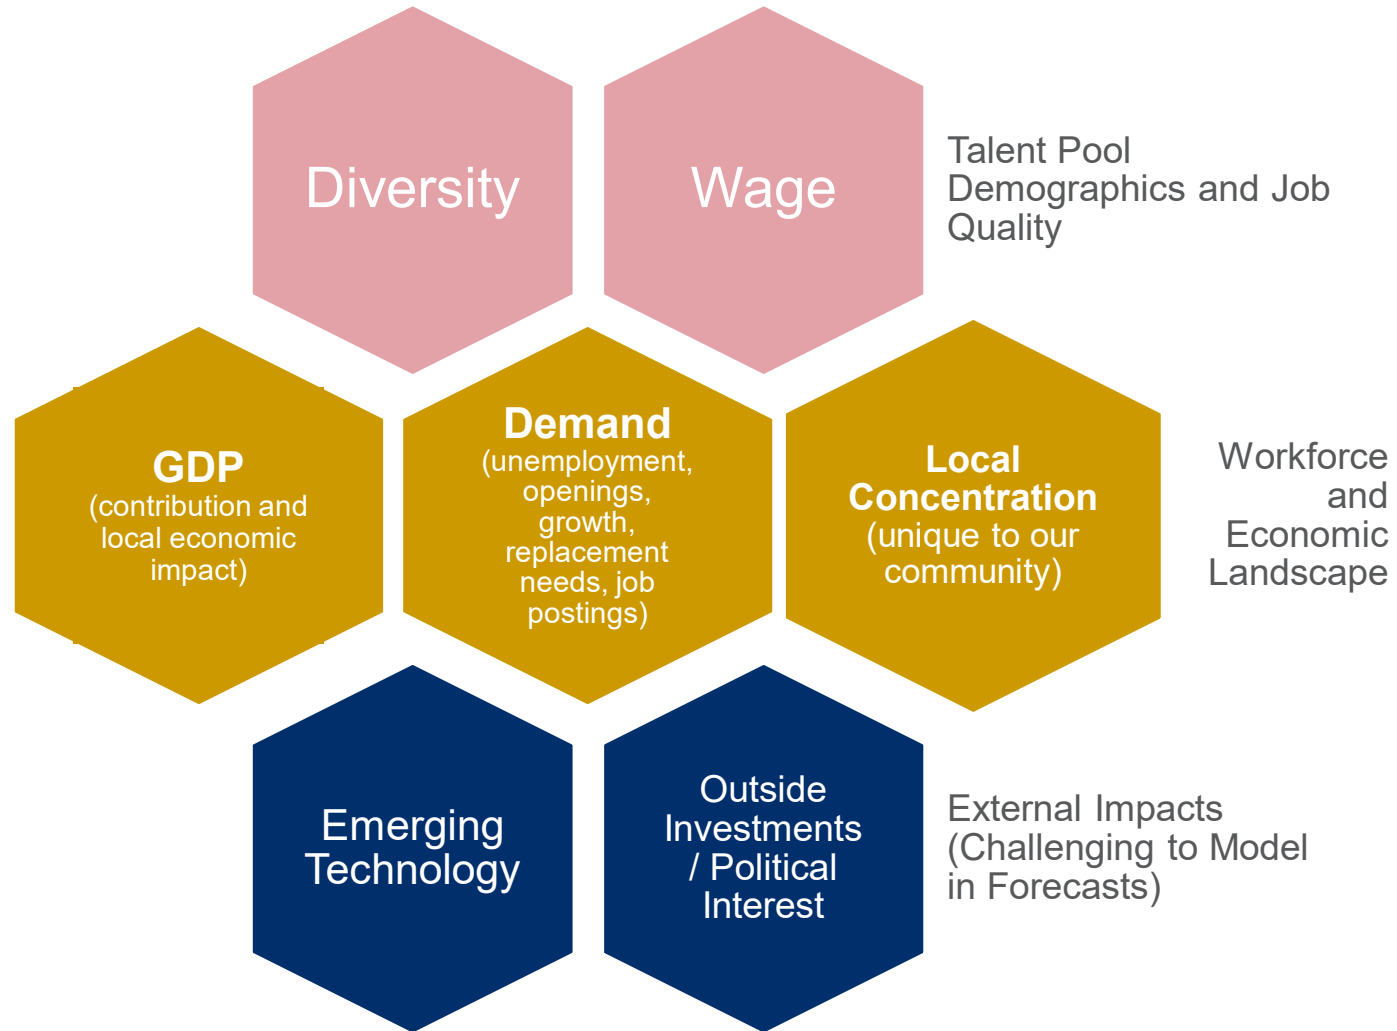 Diversity
Wage
Talent Pool
Demographics and Job
Quality
GDP
(contribution and
local economic
impact)
Demand
(unemployment,
openings,
growth,
replacement
needs, job
postings)
Local
Concentration
(unique to our
community)
Workforce
and
Economic
Landscape
Emerging
Technology
Outside
Investments
/ Political
Interest
External Impacts
(Challenging to Model
in Forecasts)